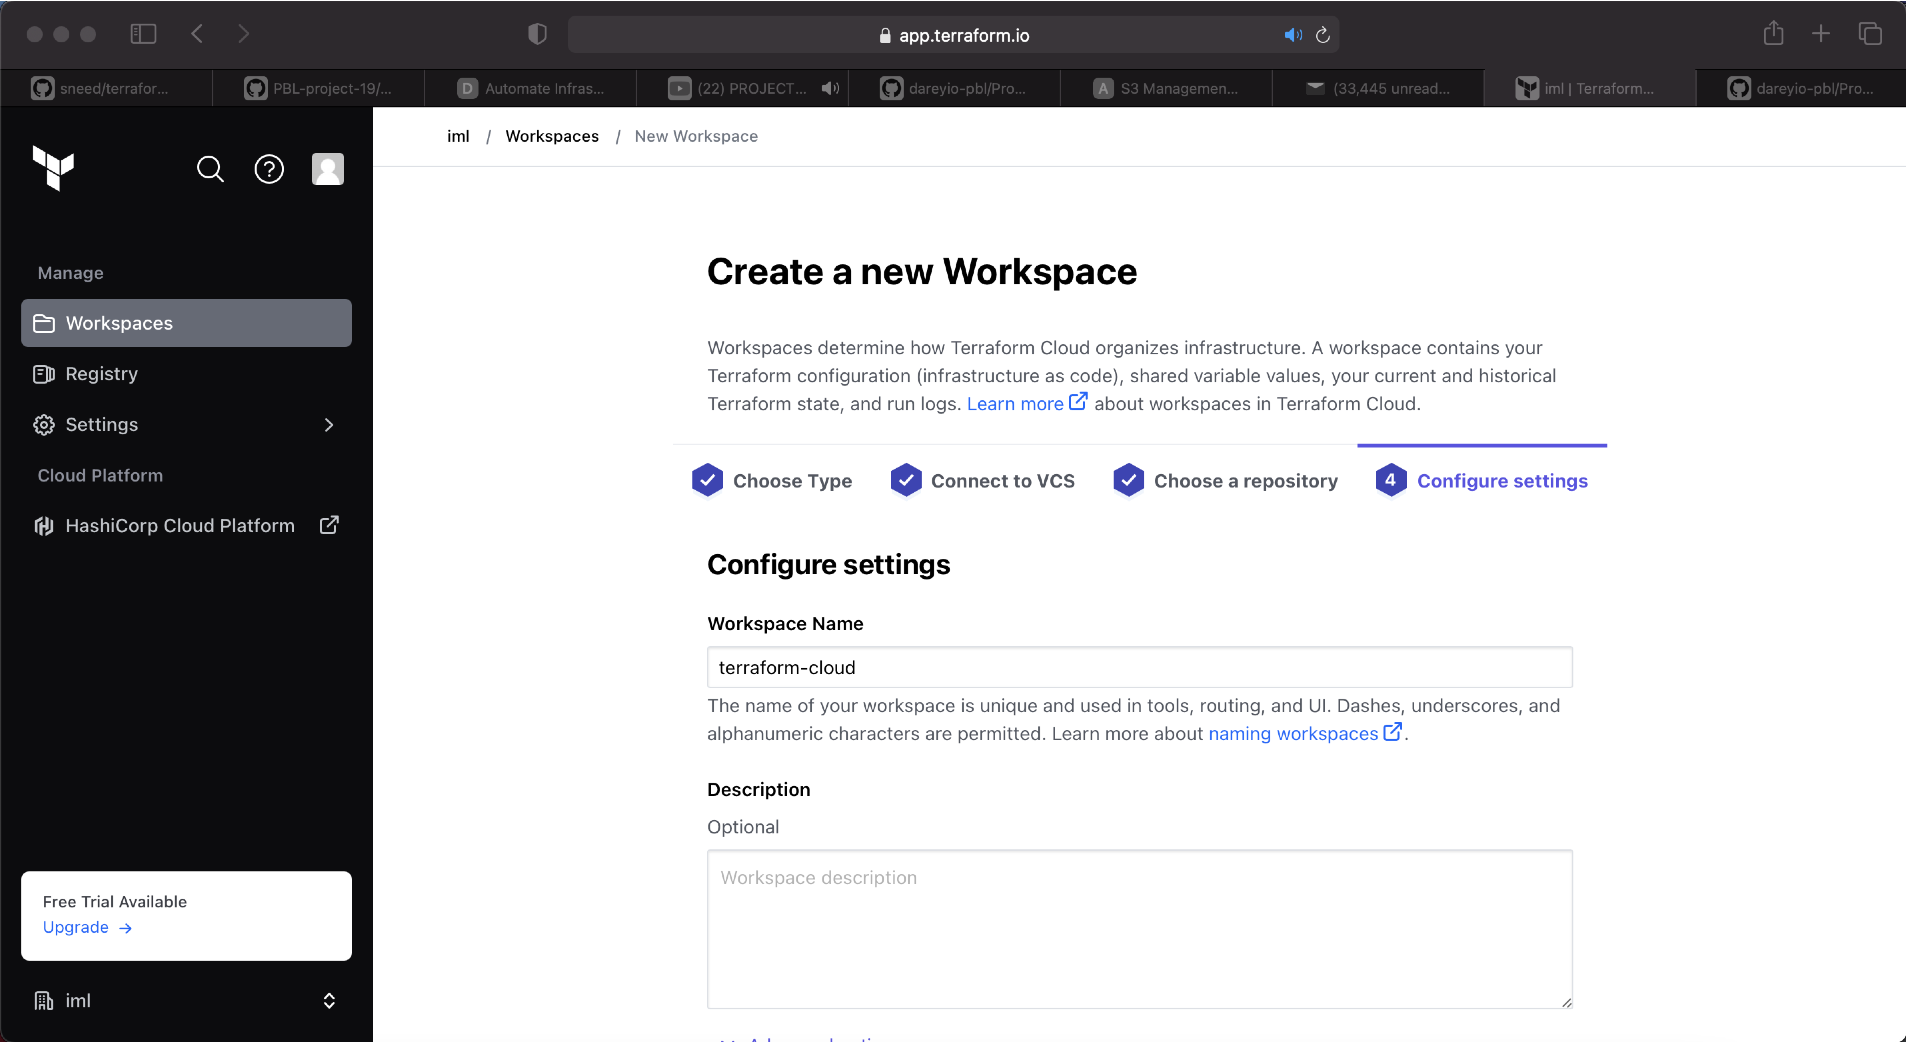 app.terraform.io
sneed/terrafor...
PBL-project-19/...
D Automate Infras...
(22) PROJECT...
dareyio-pbl/Pro...
A S3 Managemen...
(33,445 unread...
iml | Terraform...
dareyio-pbl/Pro...
iml / Workspaces / New Workspace
Manage
Workspaces
Registry
Settings
Cloud Platform
HashiCorp Cloud Platform
Free Trial Available
Upgrade →
iml
Create a new Workspace
Workspaces determine how Terraform Cloud organizes infrastructure. A workspace contains your
Terraform configuration (infrastructure as code), shared variable values, your current and historical
Terraform state, and run logs. Learn more about workspaces in Terraform Cloud.
Choose Type
Connect to VCS
Choose a repository
4 Configure settings
Configure settings
Workspace Name
terraform-cloud
The name of your workspace is unique and used in tools, routing, and UI. Dashes, underscores, and
alphanumeric characters are permitted. Learn more about naming workspaces.
Description
Optional
Workspace description